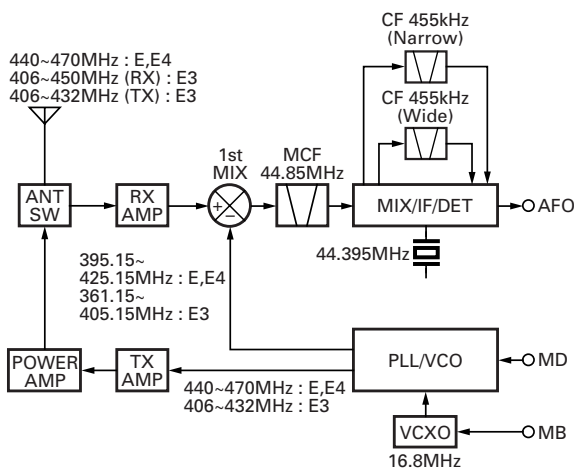 440~470MHz : E,E4
406~450MHz (RX) : E3
406~432MHz (TX) : E3
CF 455kHz
(Narrow)
CF 455kHz
(Wide)
1st
MIX
MCF
44.85MHz
ANT
SW
RX
AMP
+
–
MIX/IF/DET
AFO
44.395MHz
395.15~
425.15MHz : E,E4
361.15~
405.15MHz : E3
POWER
AMP
TX
AMP
PLL/VCO
MD
440~470MHz : E,E4
406~432MHz : E3
VCXO
MB
16.8MHz